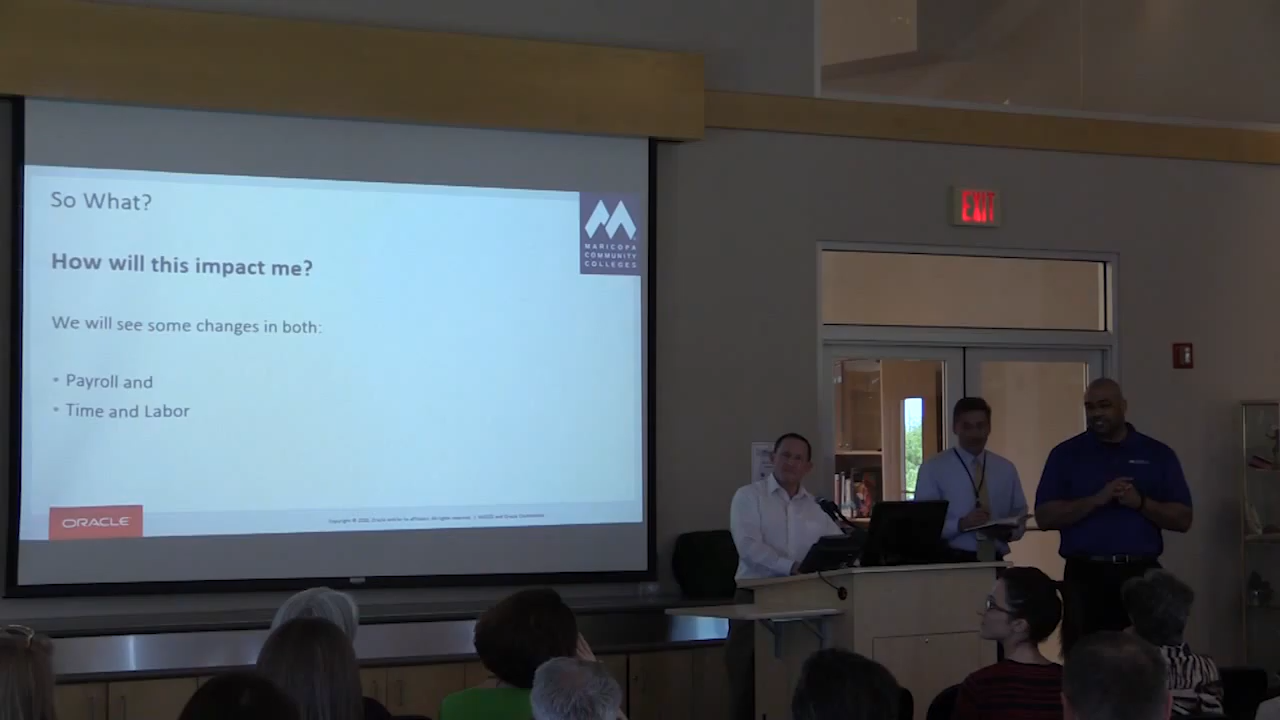 So What?
MARICOPA
COMMUNITY
COLLEGES
How will this impact me?
We will see some changes in both:
• Payroll and
• Time and Labor
ORACLE
EXIT